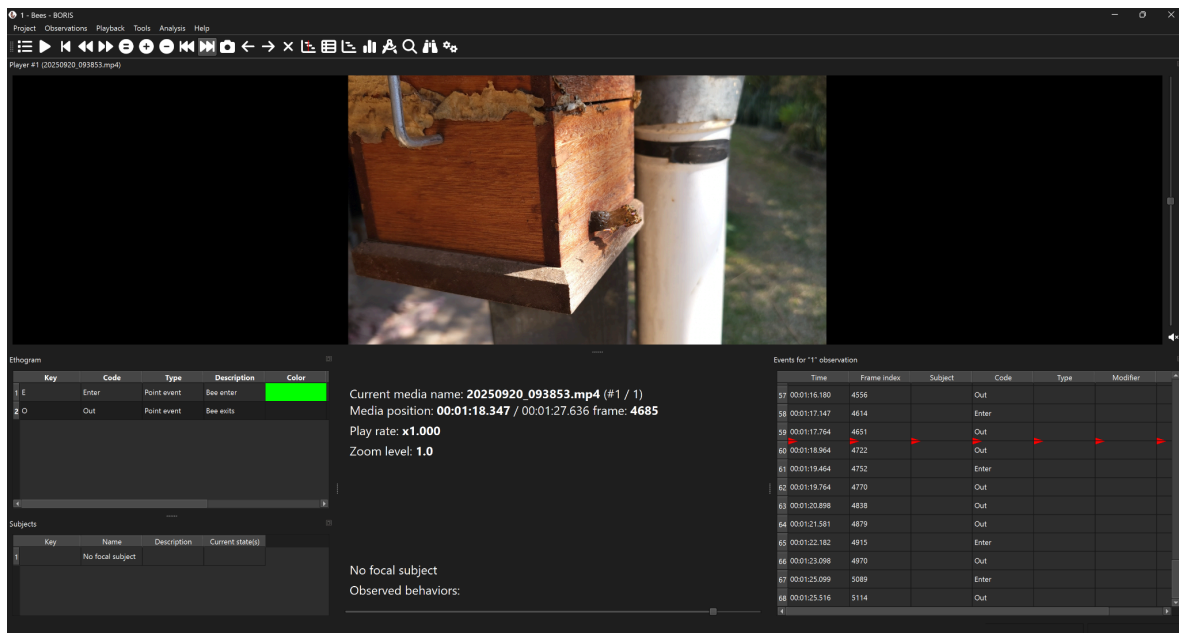 1 - Bees - BORIS
Project Observations Playback Tools Analysis Help
Player #1 (20250920_093853.mp4)
Ethogram
Key Code Type Description Color
1 E Enter Point event Bee enter
2 O Out Point event Bee exits
Subjects
Key Name Description Current state(s)
1 No focal subject
Current media name: 20250920_093853.mp4 (#1 / 1)
Media position: 00:01:18.347 / 00:01:27.636 frame: 4685
Play rate: x1.000
Zoom level: 1.0
No focal subject
Observed behaviors:
Events for "1" observation
Time Frame index Subject Code Type Modifier
57 00:01:16.180 4556 Out
58 00:01:17.147 4614 Enter
59 00:01:17.764 4651 Out
60 00:01:18.964 4722 Out
61 00:01:19.464 4752 Enter
62 00:01:19.764 4770 Out
63 00:01:20.898 4838 Out
64 00:01:21.581 4879 Out
65 00:01:22.182 4915 Enter
66 00:01:23.098 4970 Out
67 00:01:25.099 5089 Enter
68 00:01:25.516 5114 Out